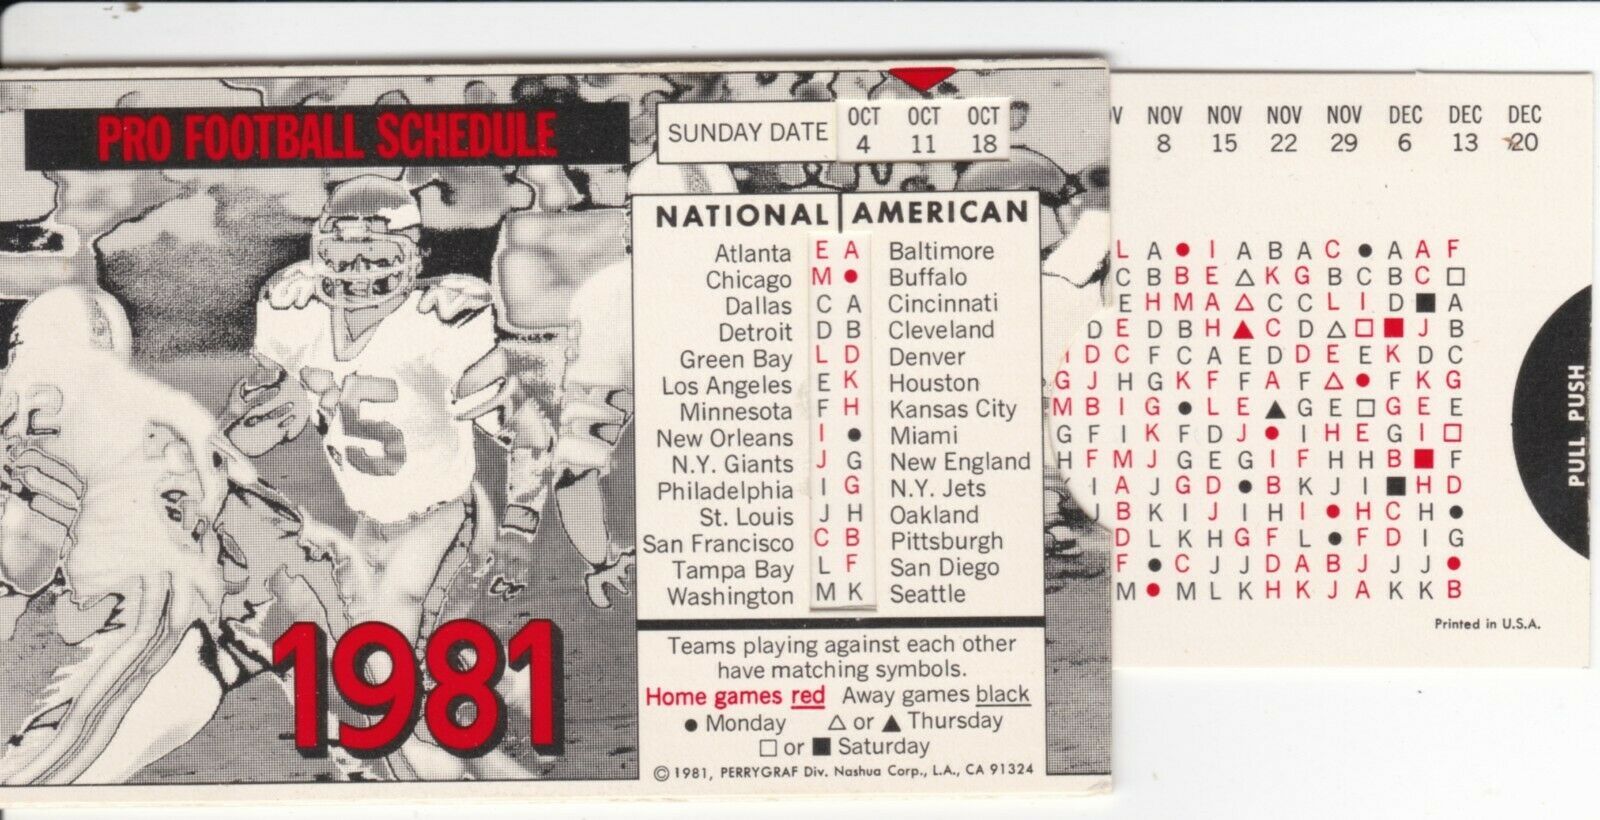 PRO FOOTBALL SCHEDULE
SUNDAY DATE OCT 4 OCT 11 OCT 18
NOV 8 NOV 15 NOV 22 NOV 29 DEC 6 DEC 13 DEC 20
NATIONAL AMERICAN
Atlanta E A Baltimore L A ● I A B A C ● A A F
Chicago M ● Buffalo C B B E △ K G B C B C □
Dallas C A Cincinnati E H M A △ C C L I D ■ A
Detroit D B Cleveland D E D B H ▲ C D △ □ ■ J B
Green Bay L D Denver D C F C A E D D E E K D C
Los Angeles E K Houston G J H G K F F A F △ ● F K G
Minnesota F H Kansas City M B I G ● L E ▲ G E □ G E E
New Orleans I ● Miami G F I K F D J ● I H E G I □
N.Y. Giants J G New England H F M J G E G I F H H B ■ F
Philadelphia I G N.Y. Jets I A J G D ● B K J I ■ H D
St. Louis J H Oakland J B K I J I H I ● H C H ●
San Francisco C B Pittsburgh D L K H G F L ● F D I G
Tampa Bay L F San Diego F ● C J J D A B J J J ●
Washington M K Seattle M ● M L K H K J A K K B
Printed in U.S.A.
PULL PUSH
1981
Teams playing against each other
have matching symbols.
Home games red Away games black
● Monday △ or ▲ Thursday
□ or ■ Saturday
© 1981, PERRYGRAF Div. Nashua Corp., L.A., CA 91324